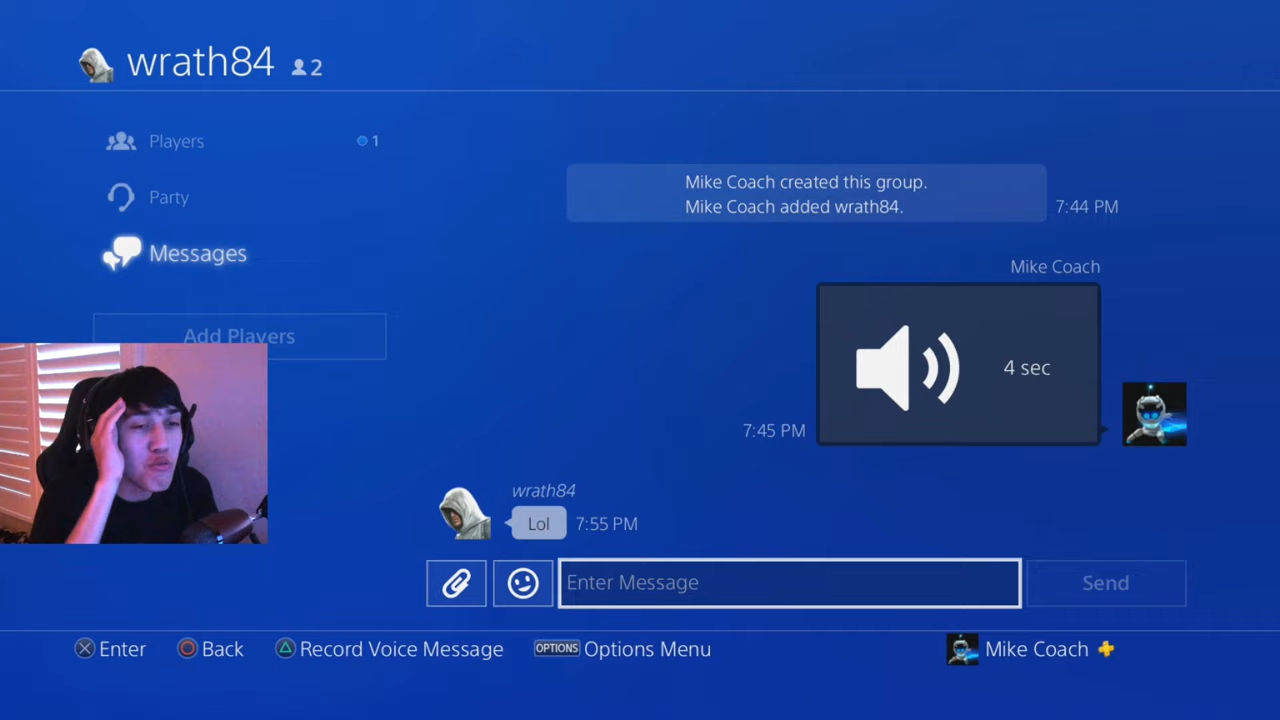 wrath84
2
Players
1
Party
Messages
Add Players
Mike Coach created this group.
Mike Coach added wrath84.
7:44 PM
Mike Coach
4 sec
7:45 PM
wrath84
Lol
7:55 PM
Enter Message
Send
Enter
Back
Record Voice Message
OPTIONS
Options Menu
Mike Coach